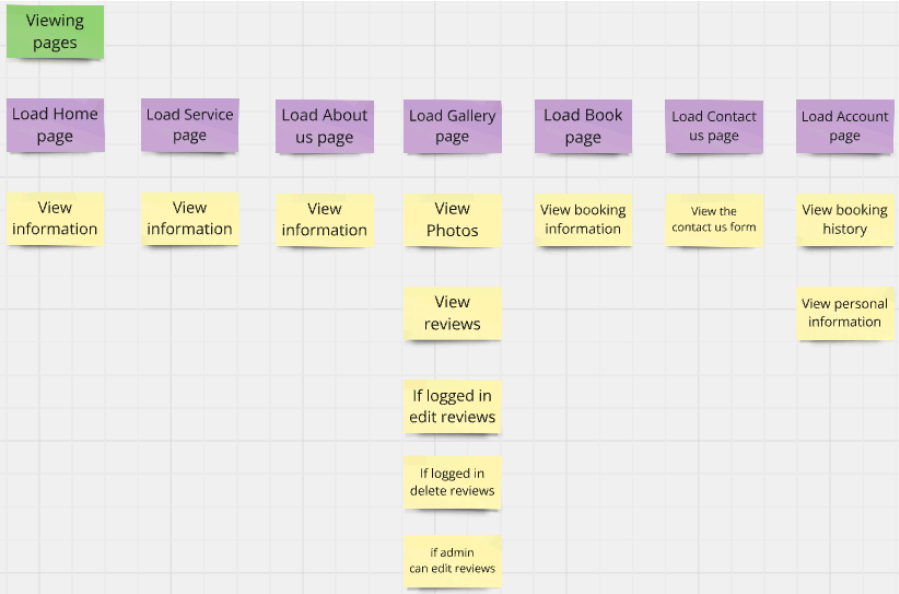 Viewing
pages
Load Home
page
Load Service
page
Load About
us page
Load Gallery
page
Load Book
page
Load Contact
us page
Load Account
page
View
information
View
information
View
information
View
Photos
View booking
information
View the
contact us form
View booking
history
View
reviews
View personal
information
If logged in
edit reviews
If logged in
delete reviews
if admin
can edit reviews